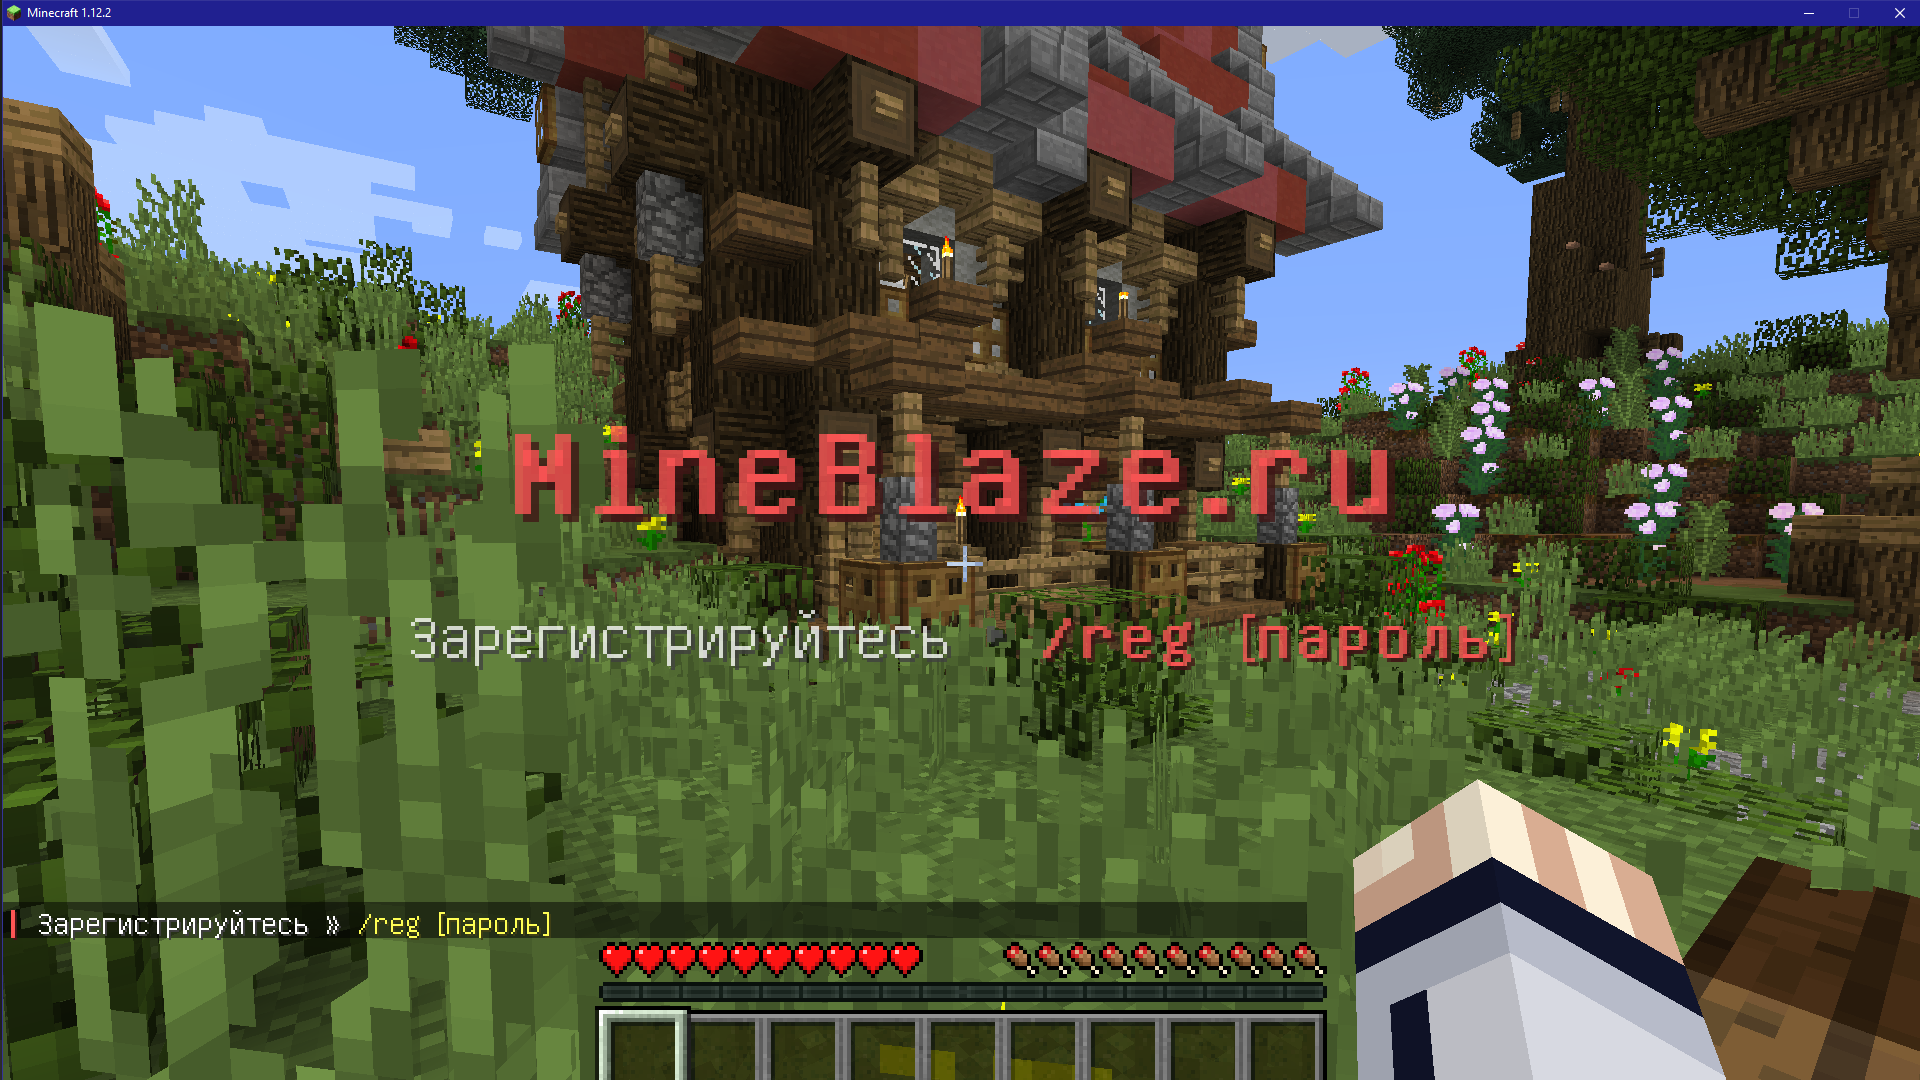 Minecraft 1.12.2
MineBlaze.ru
Зарегистрируйтесь /reg [пароль]
Зарегистрируйтесь » /reg [пароль]